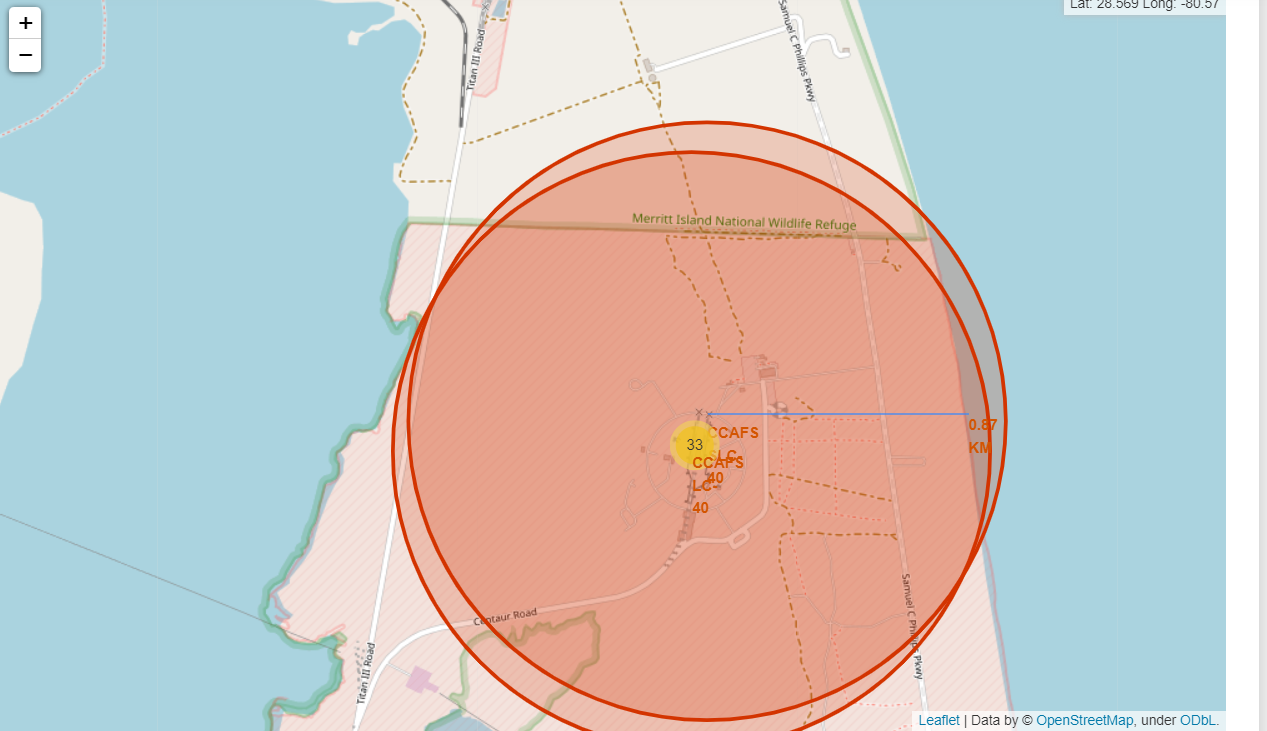 +
−
Lat: 28.569 Long: -80.57
Titan III Road
Samuel C Phillips Pkwy
Merritt Island National Wildlife Refuge
33
CCAFS
SLC-
40
CCAFS
LC-
40
0.87
KM
Centaur Road
Samuel C Phillips Pkwy
Titan III Road
Leaflet | Data by © OpenStreetMap, under ODbL.